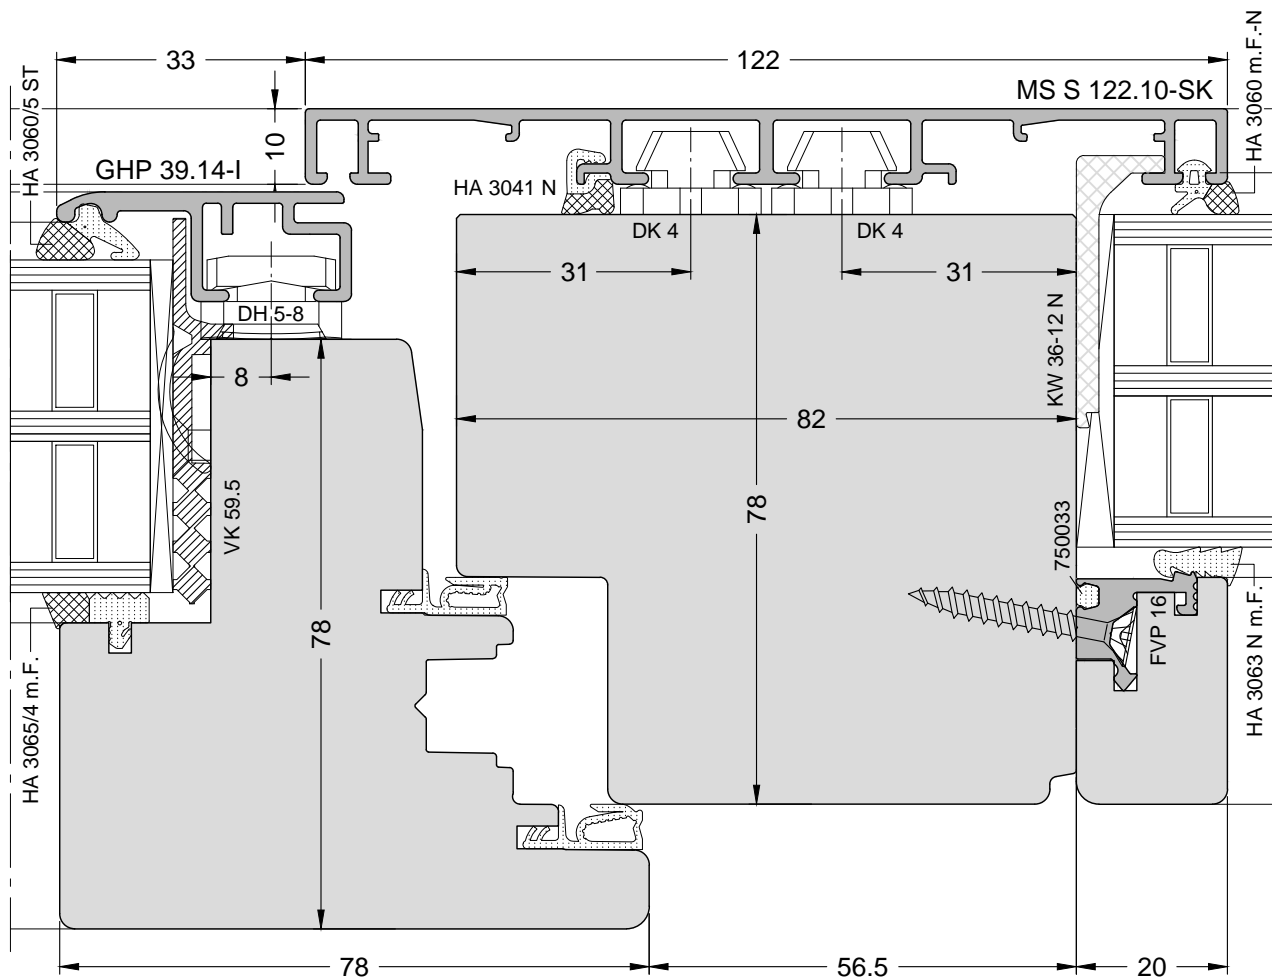 33
122
MS S 122.10-SK
HA 3060 m.F.-N
HA 3060/5 ST
10
GHP 39.14-I
HA 3041 N
DK 4
DK 4
31
31
DH 5-8
8
KW 36-12 N
82
78
VK 59.5
750033
78
FVP 16
HA 3063 N m.F.
HA 3065/4 m.F.
78
56.5
20